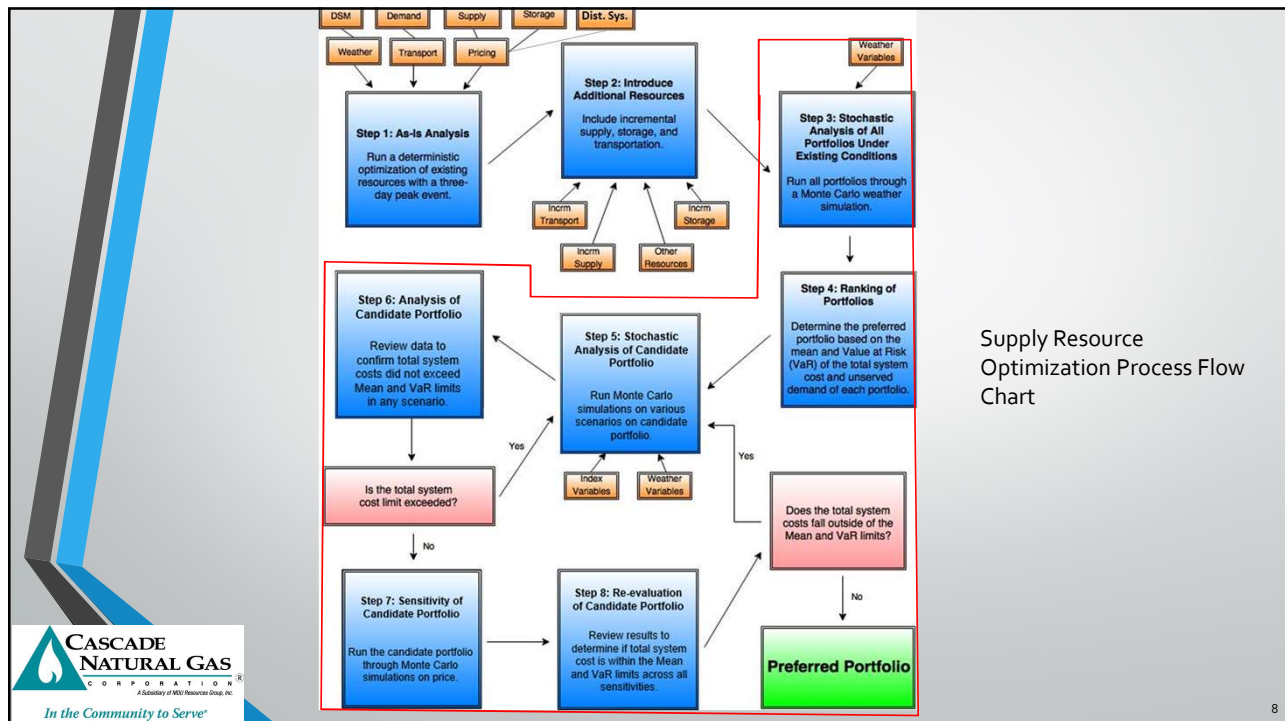 DSM
Demand
Supply
Storage
Dist. Sys.
Weather
Transport
Pricing
Weather
Variables
Step 1: As-Is Analysis
Run a deterministic
optimization of existing
resources with a three-
day peak event.
Step 2: Introduce
Additional Resources
Include incremental
supply, storage, and
transportation.
Incrm
Transport
Incrm
Supply
Other
Resources
Incrm
Storage
Step 3: Stochastic
Analysis of All
Portfolios Under
Existing Conditions
Run all portfolios through
a Monte Carlo weather
simulation.
Step 4: Ranking of
Portfolios
Determine the preferred
portfolio based on the
mean and Value at Risk
(VaR) of the total system
cost and unserved
demand of each portfolio.
Step 5: Stochastic
Analysis of Candidate
Portfolio
Run Monte Carlo
simulations on various
scenarios on candidate
portfolio.
Index
Variables
Weather
Variables
Step 6: Analysis of
Candidate Portfolio
Review data to
confirm total system
costs did not exceed
Mean and VaR limits
in any scenario.
Is the total system
cost limit exceeded?
Yes
No
Step 7: Sensitivity of
Candidate Portfolio
Run the candidate portfolio
through Monte Carlo
simulations on price.
Step 8: Re-evaluation
of Candidate Portfolio
Review results to
determine if total system
cost is within the Mean
and VaR limits across all
sensitivities.
Does the total system
costs fall outside of the
Mean and VaR limits?
Yes
No
Preferred Portfolio
Supply Resource
Optimization Process Flow
Chart
CASCADE
NATURAL GAS
CORPORATION ®
A Subsidiary of MDU Resources Group, Inc.
In the Community to Serve®
8